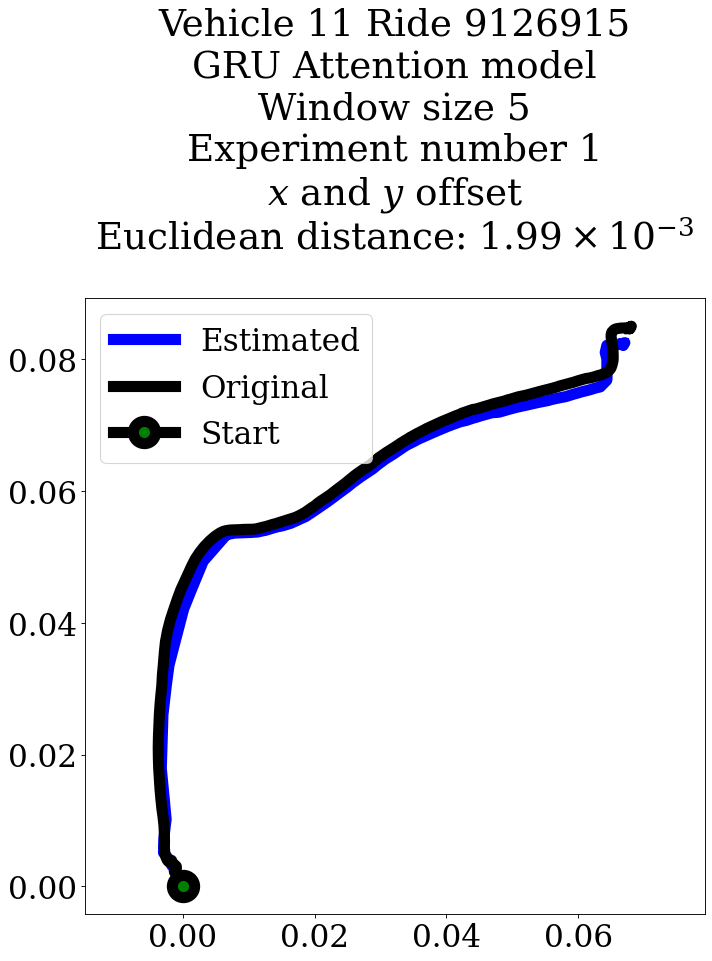 Vehicle 11 Ride 9126915
GRU Attention model
Window size 5
Experiment number 1
x and y offset
Euclidean distance: 1.99 × 10⁻³
Estimated
Original
Start
0.08
0.06
0.04
0.02
0.00
0.00 0.02 0.04 0.06